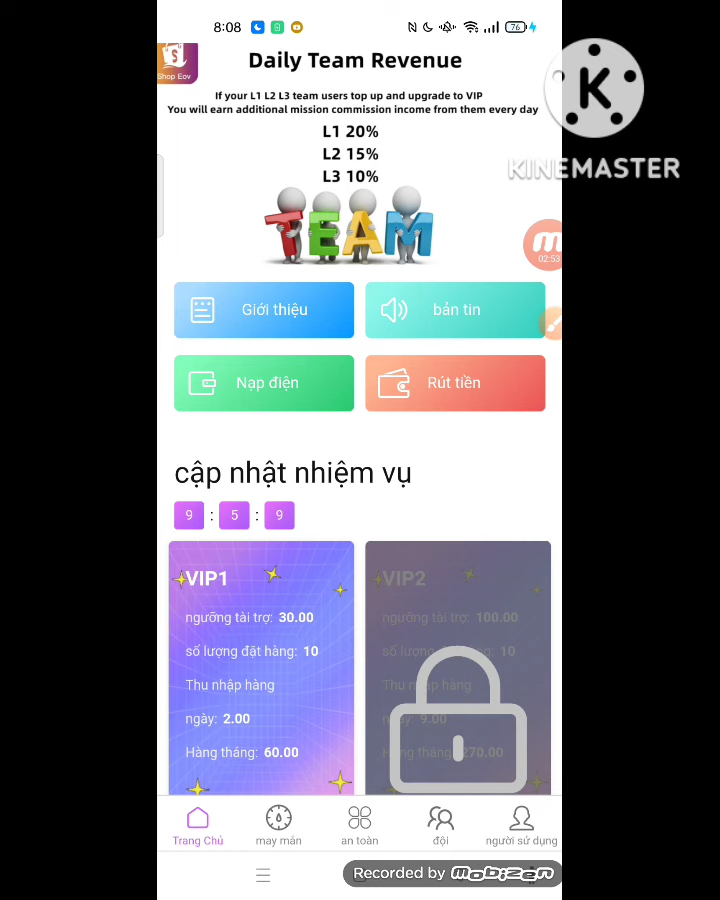 8:08
76
Shop Eov
Daily Team Revenue
If your L1 L2 L3 team users top up and upgrade to VIP
You will earn additional mission commission income from them every day
L1 20%
L2 15%
L3 10%
TEAM
K
KINEMASTER
02:53
Giới thiệu
bản tin
Nạp điện
Rút tiền
cập nhật nhiệm vụ
9 : 5 : 9
VIP1
ngưỡng tài trợ: 30.00
số lượng đặt hàng: 10
Thu nhập hàng
ngày: 2.00
Hàng tháng: 60.00
VIP2
ngưỡng tài trợ: 100.00
số lượng đặt hàng: 10
Thu nhập hàng
ngày: 9.00
Hàng tháng: 270.00
Trang Chủ
may mắn
an toàn
đội
người sử dụng
Recorded by mobizen